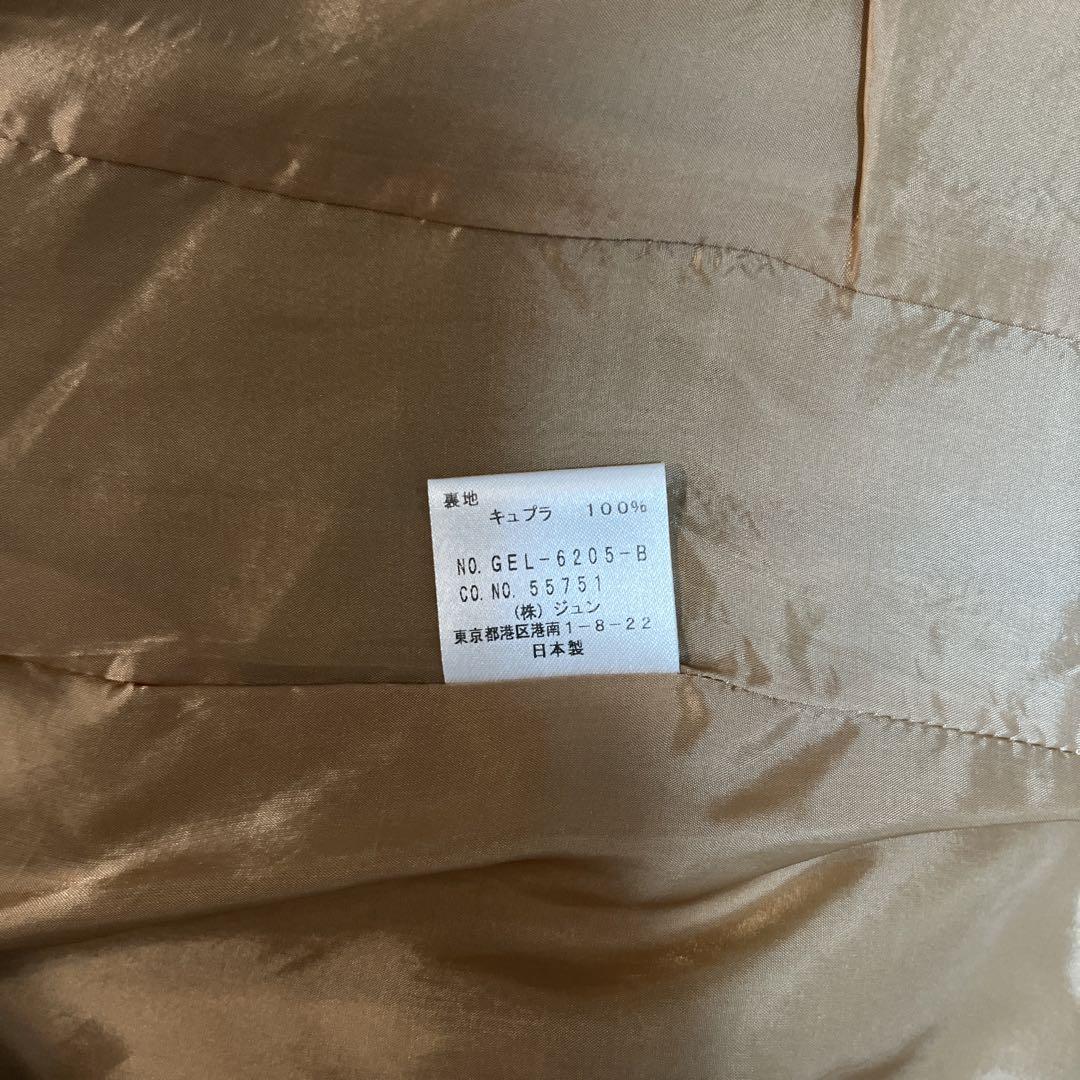 裏地
キュプラ　100%
NO. GEL-6205-B
CO. NO. 55751
(株) ジュン
東京都港区港南1-8-22
日本製